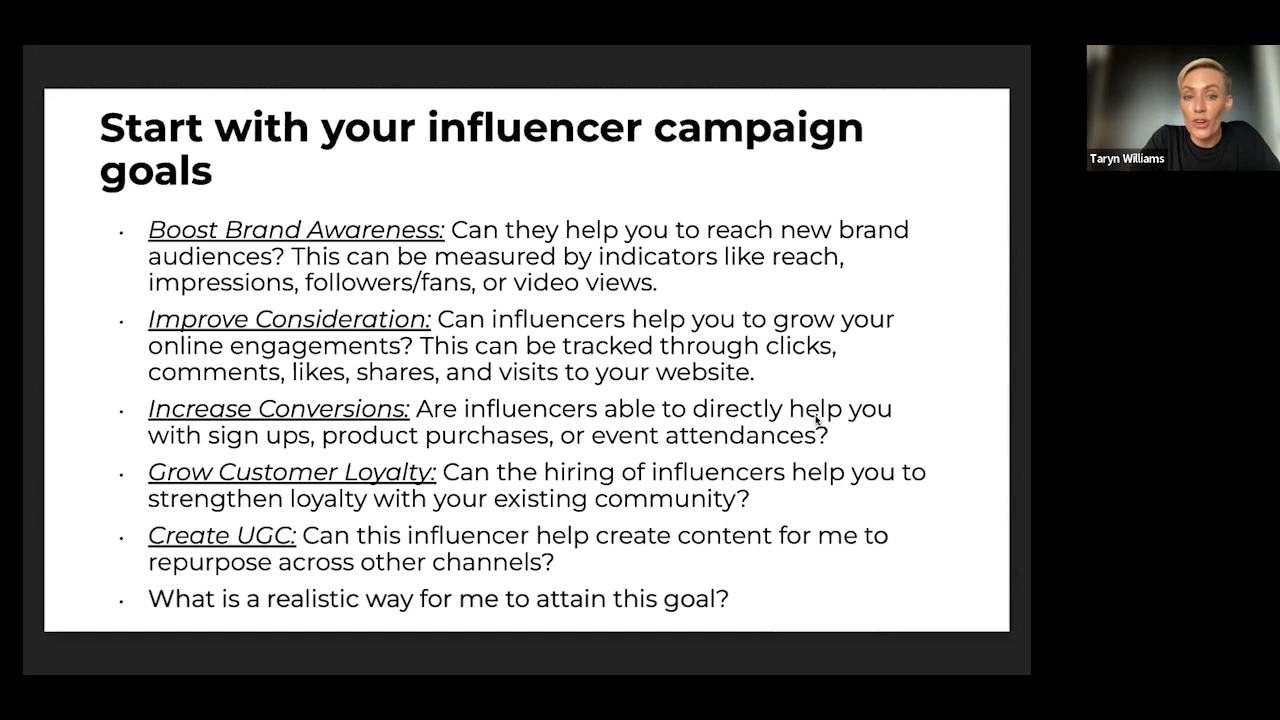 Start with your influencer campaign
goals
· Boost Brand Awareness: Can they help you to reach new brand
audiences? This can be measured by indicators like reach,
impressions, followers/fans, or video views.
· Improve Consideration: Can influencers help you to grow your
online engagements? This can be tracked through clicks,
comments, likes, shares, and visits to your website.
· Increase Conversions: Are influencers able to directly help you
with sign ups, product purchases, or event attendances?
· Grow Customer Loyalty: Can the hiring of influencers help you to
strengthen loyalty with your existing community?
· Create UGC: Can this influencer help create content for me to
repurpose across other channels?
· What is a realistic way for me to attain this goal?
Taryn Williams